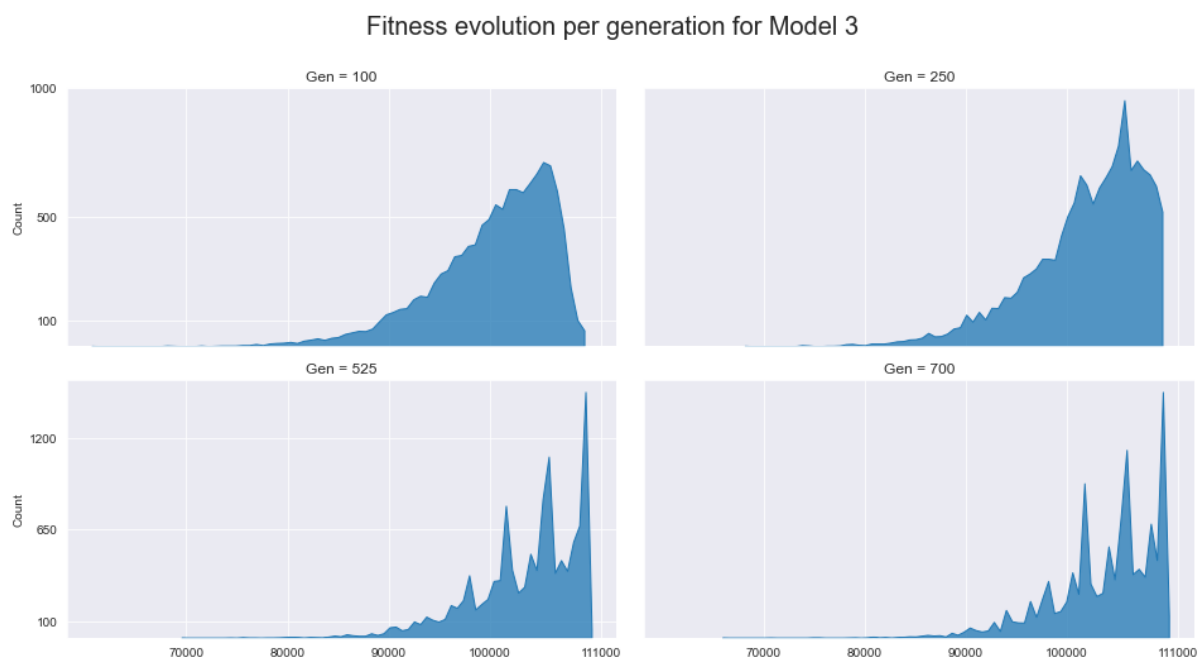 Fitness evolution per generation for Model 3
Gen = 100
Gen = 250
1000
500
100
Count
Gen = 525
Gen = 700
1200
650
100
Count
70000 80000 90000 100000 111000
70000 80000 90000 100000 111000